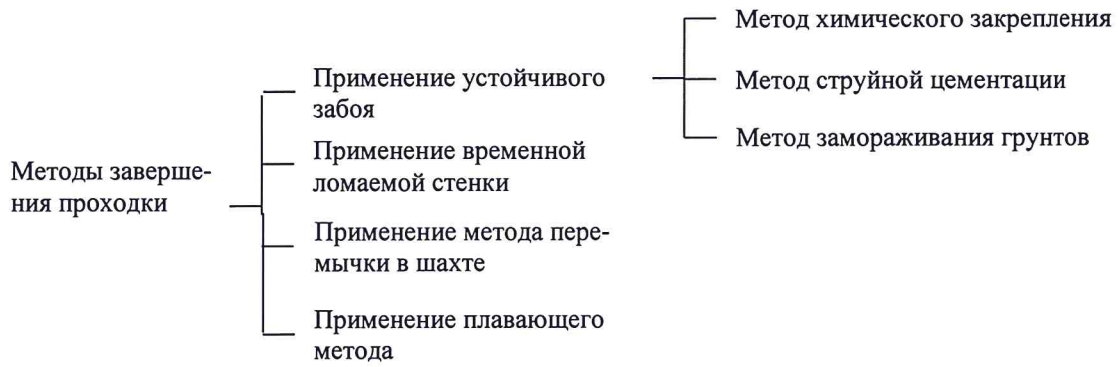 Методы заверше-
ния проходки
Применение устойчивого
забоя
Применение временной
ломаемой стенки
Применение метода пере-
мычки в шахте
Применение плавающего
метода
Метод химического закрепления
Метод струйной цементации
Метод замораживания грунтов